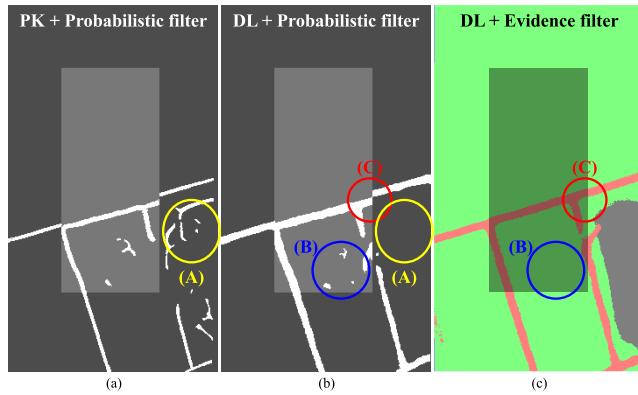 PK + Probabilistic filter
DL + Probabilistic filter
DL + Evidence filter
(C)
(C)
(B)
(B)
(A)
(A)
(a)
(b)
(c)